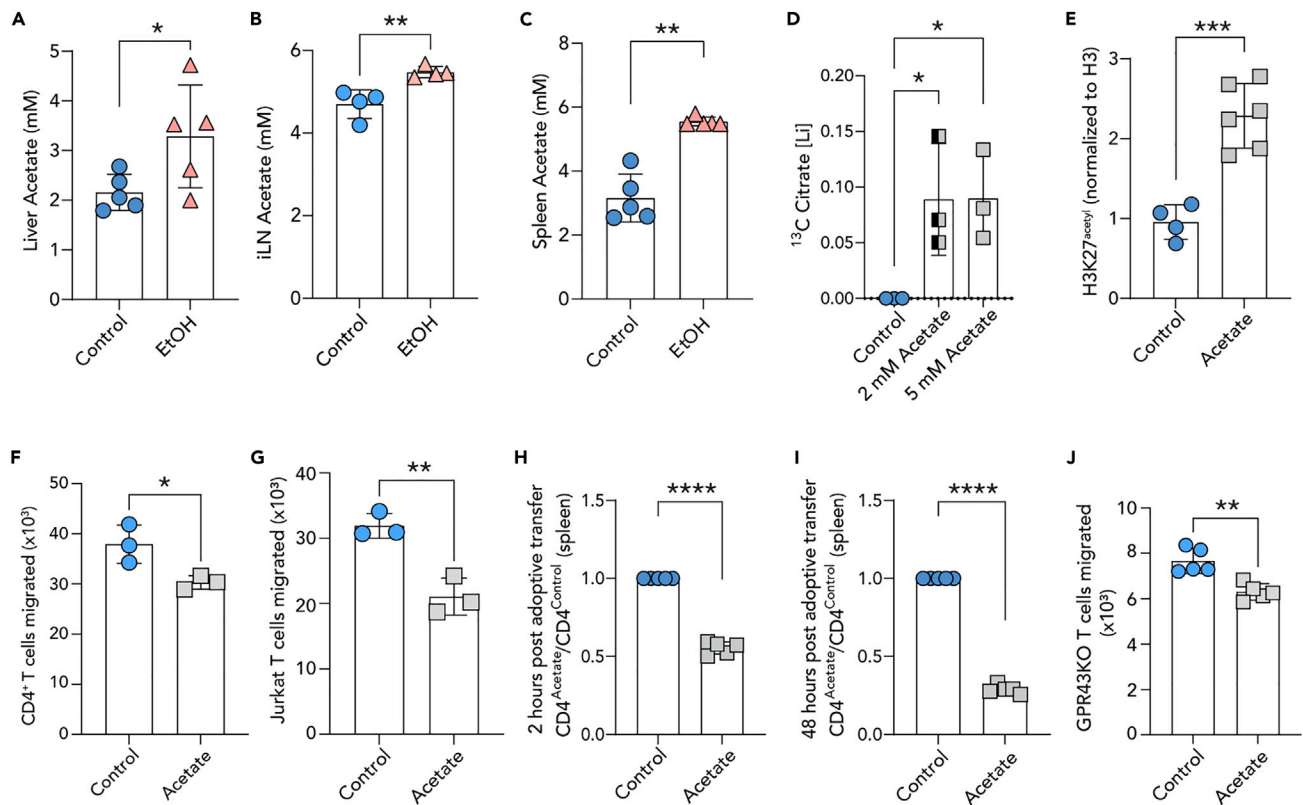 A
Liver Acetate (mM)
5
4
3
2
1
0
*
Control
EtOH
B
iLN Acetate (mM)
6
4
2
0
**
Control
EtOH
C
Spleen Acetate (mM)
8
6
4
2
0
**
Control
EtOH
D
¹³C Citrate [Li]
0.20
0.15
0.10
0.05
0.00
*
*
Control
2 mM Acetate
5 mM Acetate
E
H3K27ᵃᶜᵉᵗʸˡ (normalized to H3)
3
2
1
0
***
Control
Acetate
F
CD4⁺ T cells migrated (x10³)
50
40
30
20
10
0
*
Control
Acetate
G
Jurkat T cells migrated (x10³)
40
30
20
10
0
**
Control
Acetate
H
2 hours post adoptive transfer
CD4ᴬᶜᵉᵗᵃᵗᵉ/CD4ᶜᵒⁿᵗʳᵒˡ (spleen)
1.5
1.0
0.5
0.0
****
Control
Acetate
I
48 hours post adoptive transfer
CD4ᴬᶜᵉᵗᵃᵗᵉ/CD4ᶜᵒⁿᵗʳᵒˡ (spleen)
1.5
1.0
0.5
0.0
****
Control
Acetate
J
GPR43KO T cells migrated
(x10³)
10
8
6
4
2
0
**
Control
Acetate